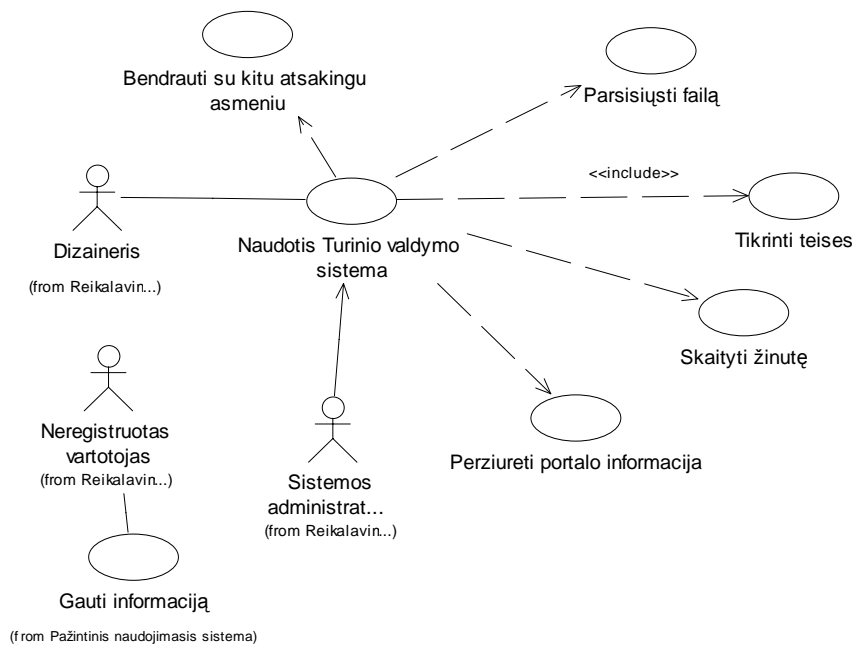 Bendrauti su kitu atsakingu
asmeniu
Parsisiųsti failą
<<include>>
Tikrinti teises
Dizaineris
(from Reikalavin...)
Naudotis Turinio valdymo
sistema
Skaityti žinutę
Neregistruotas
vartotojas
(from Reikalavin...)
Perziureti portalo informacija
Sistemos
administrat...
(from Reikalavin...)
Gauti informaciją
(from Pažintinis naudojimasis sistema)